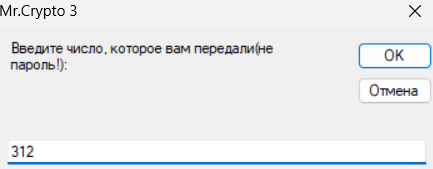 Mr.Crypto 3
Введите число, которое вам передали(не
пароль!):
OK
Отмена
312